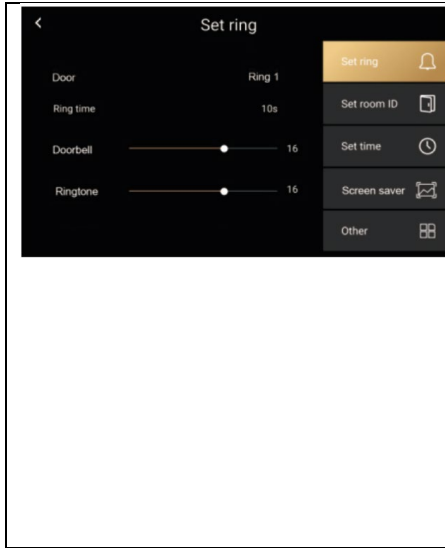 Set ring
Door Ring 1
Ring time 10s
Doorbell 16
Ringtone 16
Set ring
Set room ID
Set time
Screen saver
Other